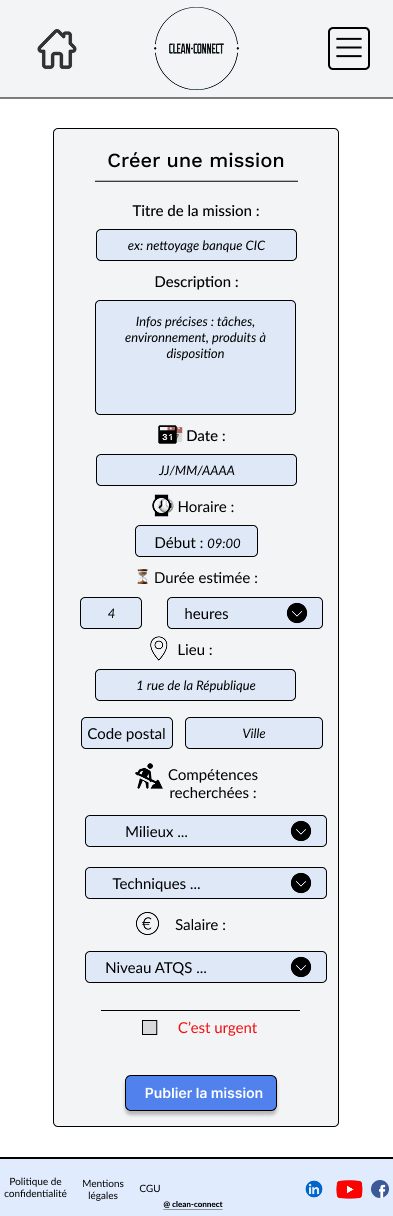 CLEAN-CONNECT
Créer une mission
Titre de la mission :
ex: nettoyage banque CIC
Description :
Infos précises : tâches,
environnement, produits à
disposition
31
Date :
JJ/MM/AAAA
Horaire :
Début : 09:00
Durée estimée :
4
heures
Lieu :
1 rue de la République
Code postal
Ville
Compétences
recherchées :
Milieux ...
Techniques ...
€
Salaire :
Niveau ATQS ...
C'est urgent
Publier la mission
Politique de
confidentialité
Mentions
légales
CGU
@ clean-connect
in
f